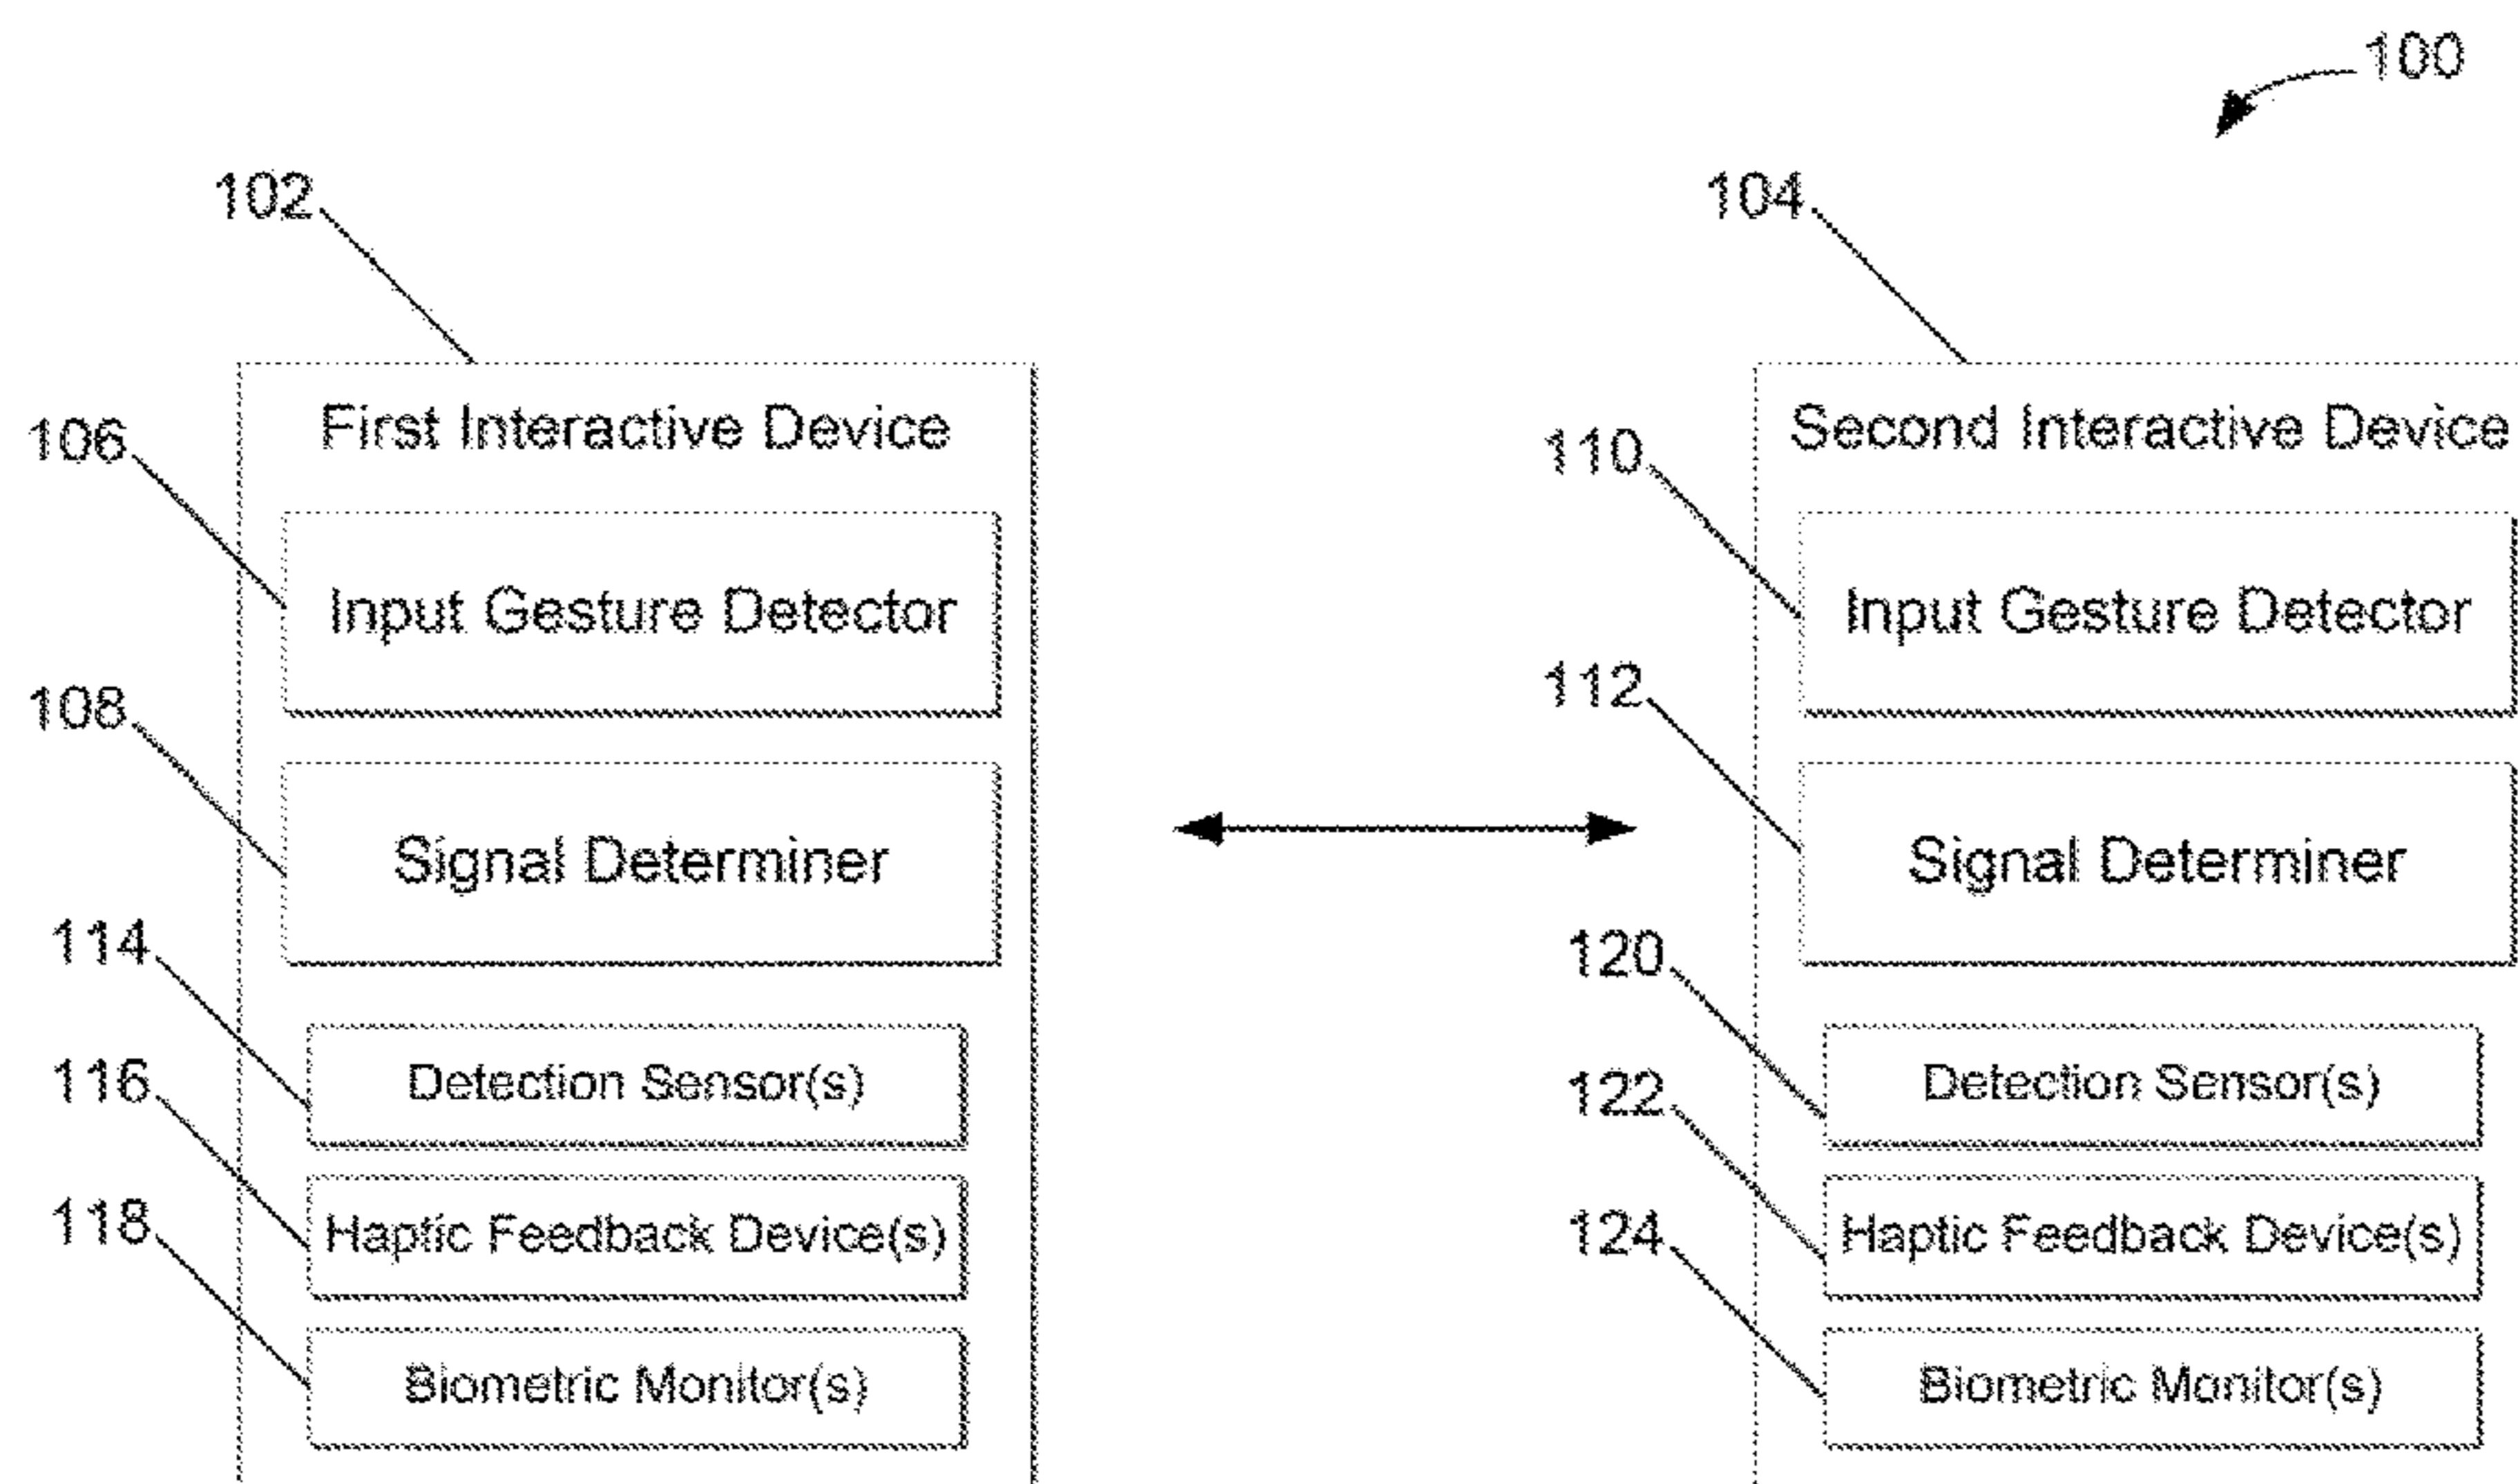 100
102
104
First Interactive Device
Second Interactive Device
106
110
Input Gesture Detector
Input Gesture Detector
108
112
Signal Determiner
Signal Determiner
114
120
Detection Sensor(s)
Detection Sensor(s)
116
122
Haptic Feedback Device(s)
Haptic Feedback Device(s)
118
124
Biometric Monitor(s)
Biometric Monitor(s)